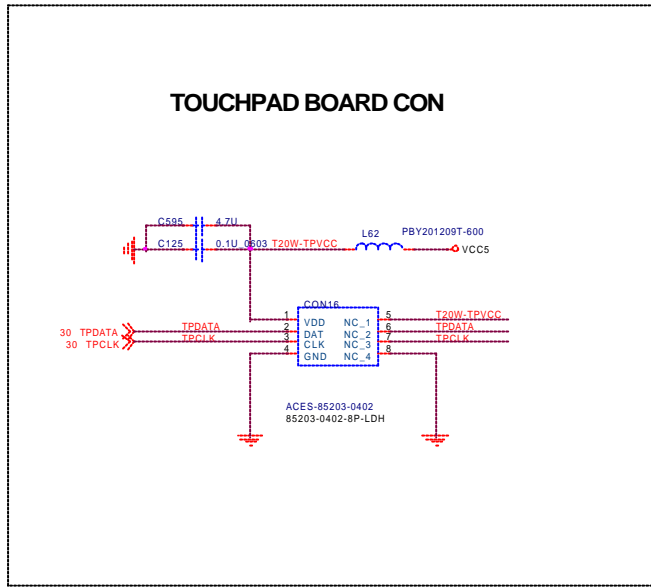 TOUCHPAD BOARD CON
C595 4.7U
L62 PBY201209T-600
C125 0.1U_0603 T20W-TPVCC
VCC5
CON16
1 VDD NC_1 5 T20W-TPVCC
30 TPDATA TPDATA 2 DAT NC_2 6 TPDATA
30 TPCLK TPCLK 3 CLK NC_3 7 TPCLK
4 GND NC_4 8
ACES-85203-0402
85203-0402-8P-LDH